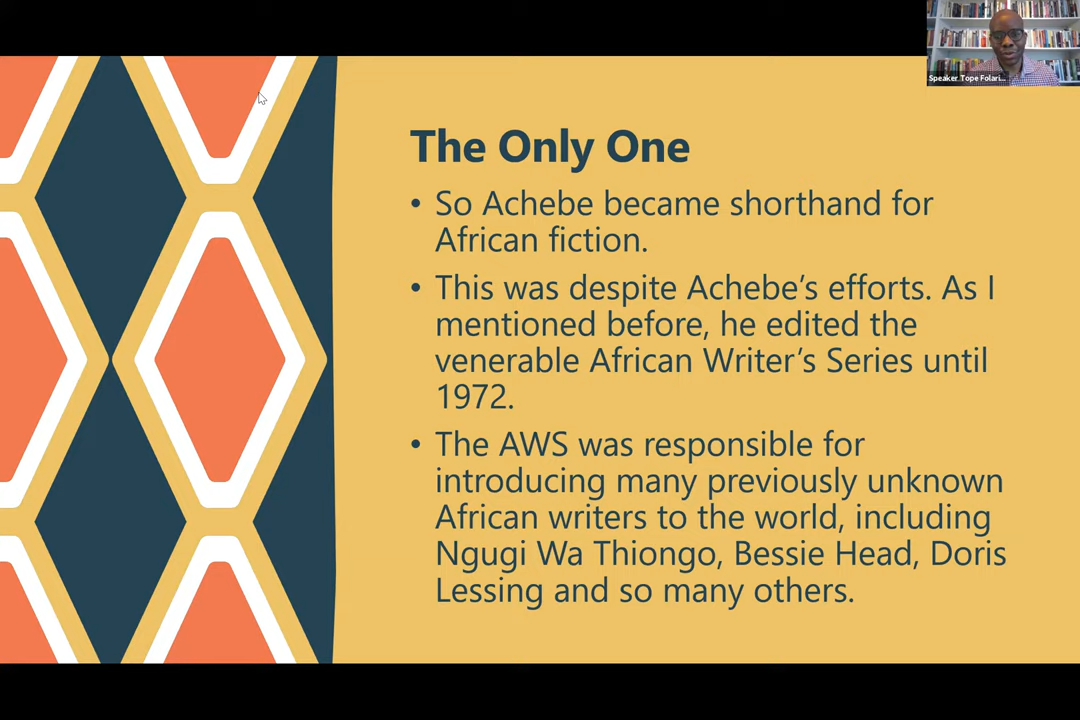 Speaker Tope Folari...
The Only One
• So Achebe became shorthand for
African fiction.
• This was despite Achebe’s efforts. As I
mentioned before, he edited the
venerable African Writer’s Series until
1972.
• The AWS was responsible for
introducing many previously unknown
African writers to the world, including
Ngugi Wa Thiongo, Bessie Head, Doris
Lessing and so many others.